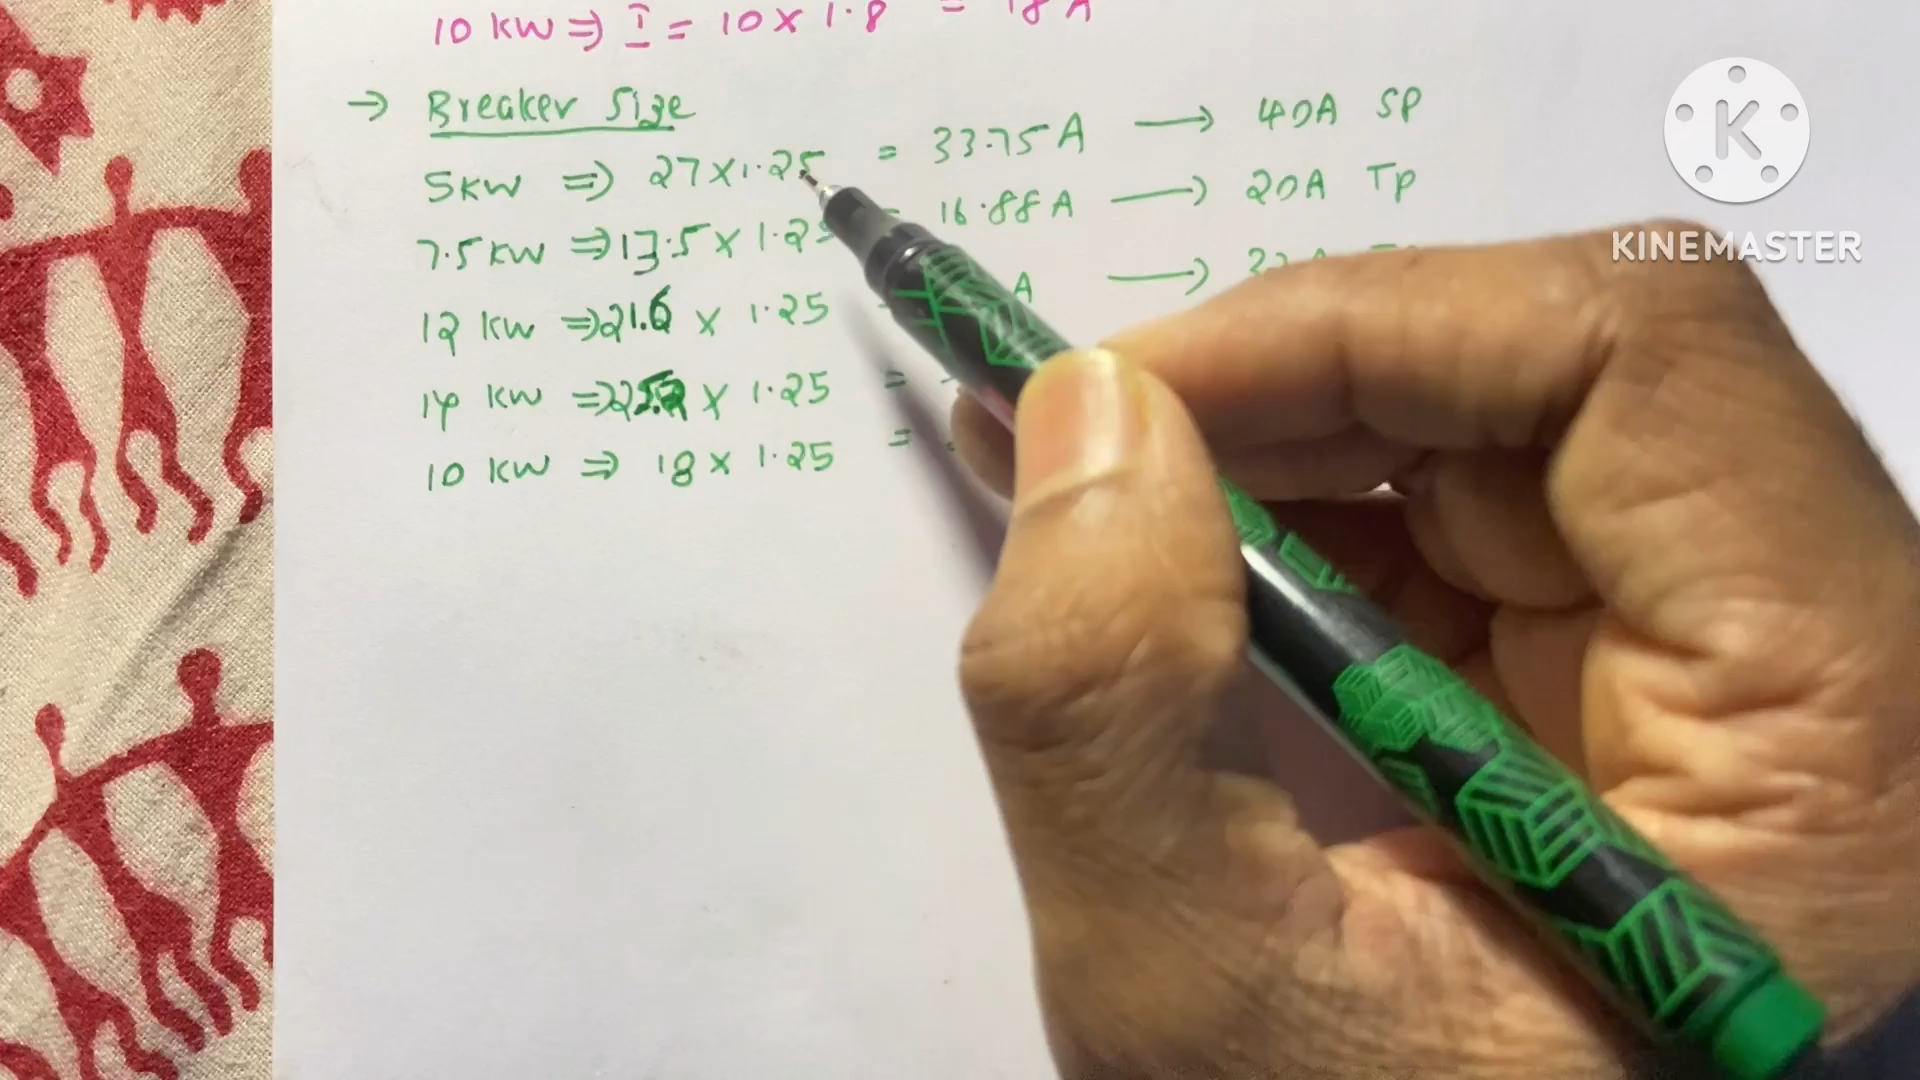 10 KW ⇒ I = 10 x 1.8 = 18 A
→ Breaker Size
5KW ⇒ 27 x 1.25 = 33.75 A → 40A SP
7.5 KW ⇒ 13.5 x 1.25 = 16.88 A → 20A TP
12 KW ⇒ 21.6 x 1.25 A →
14 KW ⇒ x 1.25 =
10 KW ⇒ 18 x 1.25 =
K
KINEMASTER